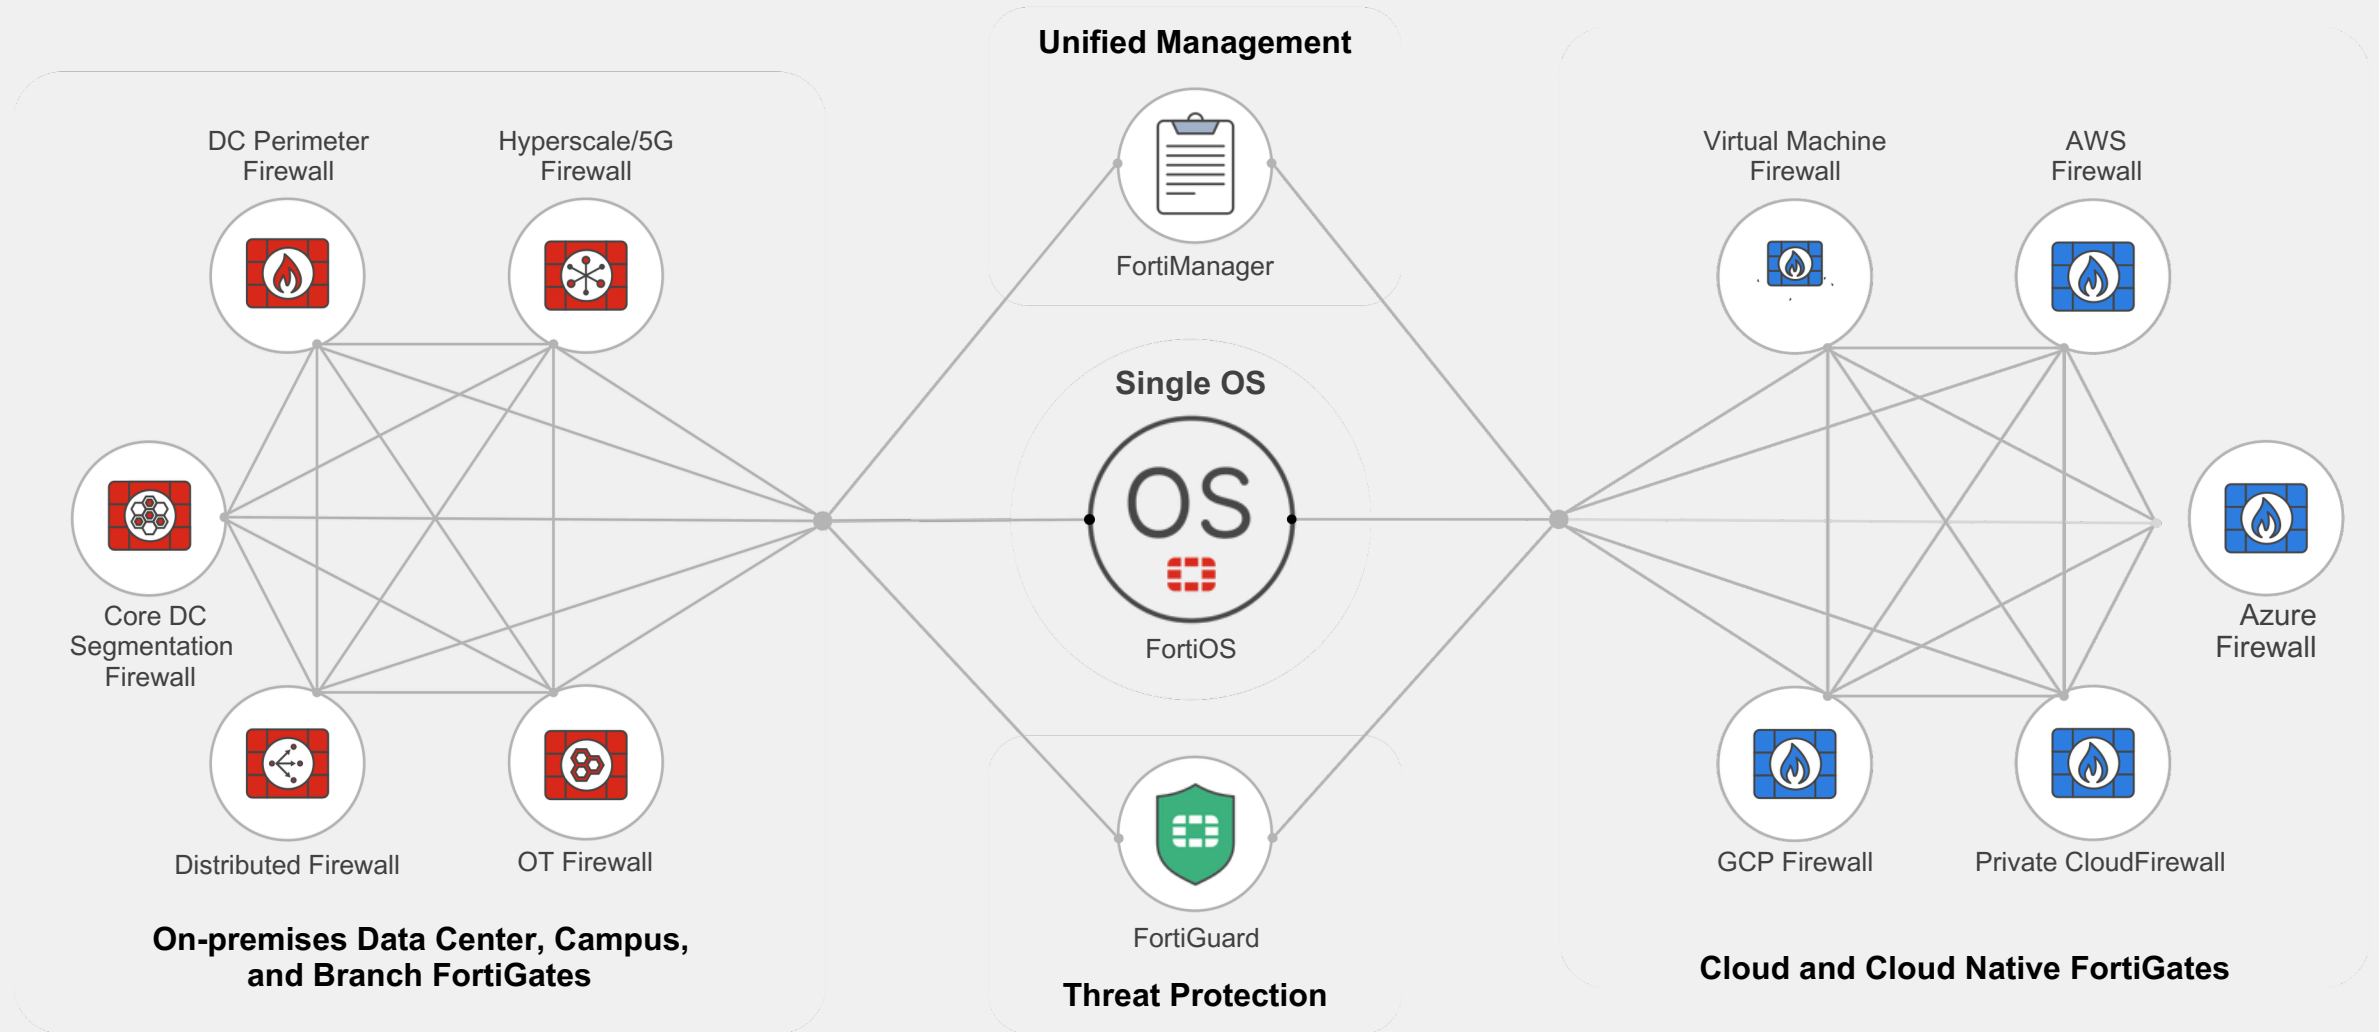 Unified Management
DC Perimeter
Firewall
Hyperscale/5G
Firewall
FortiManager
Virtual Machine
Firewall
AWS
Firewall
Single OS
OS
FortiOS
Core DC
Segmentation
Firewall
Azure
Firewall
Distributed Firewall
OT Firewall
GCP Firewall
Private CloudFirewall
On-premises Data Center, Campus,
and Branch FortiGates
FortiGuard
Threat Protection
Cloud and Cloud Native FortiGates